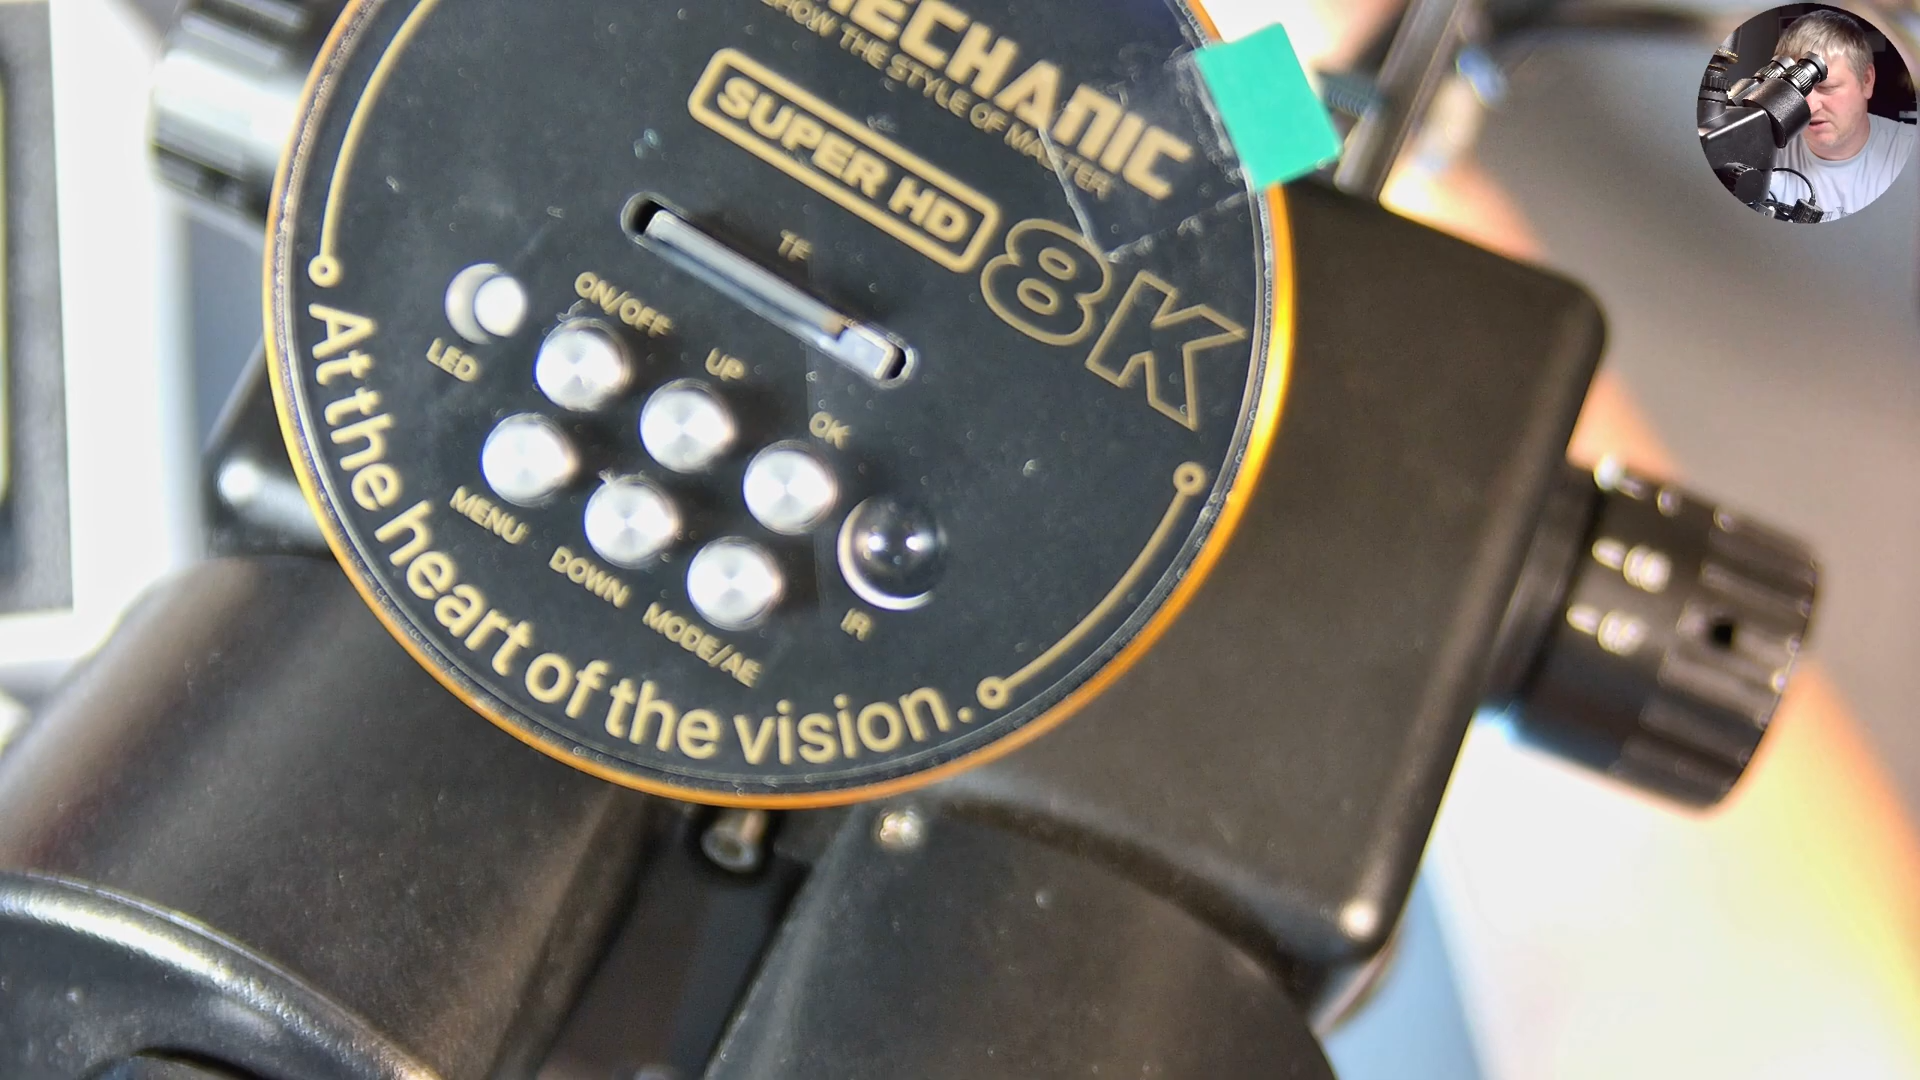 MECHANIC
SHOW THE STYLE OF MASTER
SUPER HD
8K
TF
LED
ON/OFF
UP
OK
MENU
DOWN
MODE/AE
IR
At the heart of the vision.